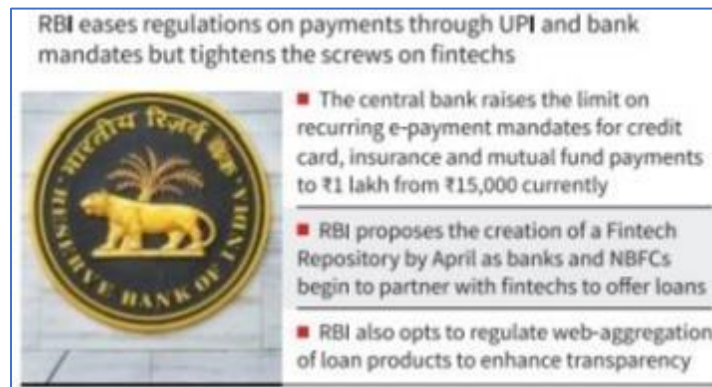 RBI eases regulations on payments through UPI and bank
mandates but tightens the screws on fintechs
भारतीय रिज़र्व बैंक
RESERVE BANK OF INDIA
The central bank raises the limit on
recurring e-payment mandates for credit
card, insurance and mutual fund payments
to ₹1 lakh from ₹15,000 currently
RBI proposes the creation of a Fintech
Repository by April as banks and NBFCs
begin to partner with fintechs to offer loans
RBI also opts to regulate web-aggregation
of loan products to enhance transparency